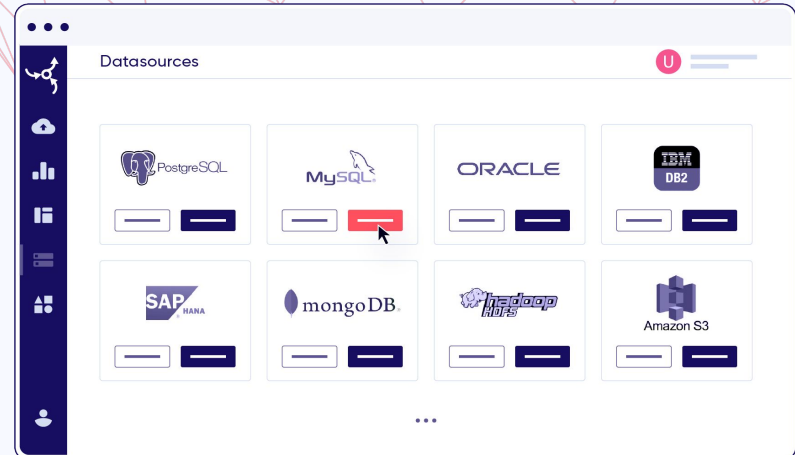 Datasources
U
PostgreSQL
MySQL®
ORACLE
IBM
DB2
SAP
HANA
mongoDB®
hadoop
HDFS
Amazon S3